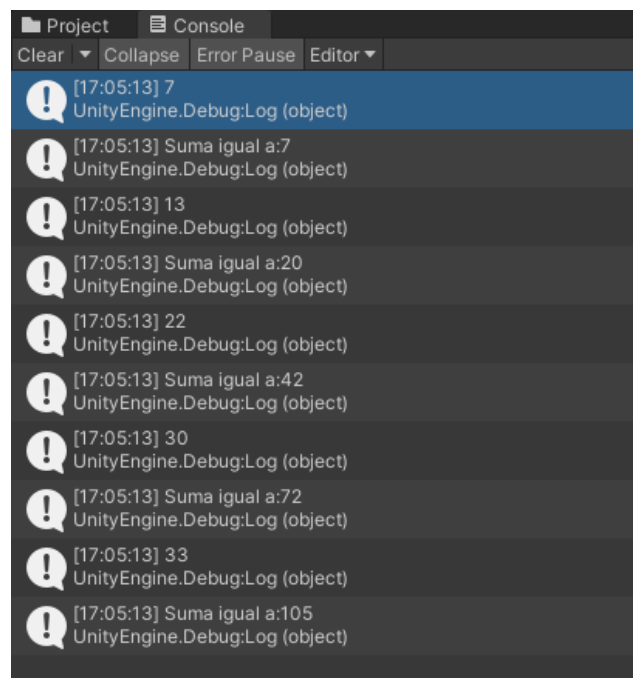 Project Console
Clear Collapse Error Pause Editor
[17:05:13] 7
UnityEngine.Debug:Log (object)
[17:05:13] Suma igual a:7
UnityEngine.Debug:Log (object)
[17:05:13] 13
UnityEngine.Debug:Log (object)
[17:05:13] Suma igual a:20
UnityEngine.Debug:Log (object)
[17:05:13] 22
UnityEngine.Debug:Log (object)
[17:05:13] Suma igual a:42
UnityEngine.Debug:Log (object)
[17:05:13] 30
UnityEngine.Debug:Log (object)
[17:05:13] Suma igual a:72
UnityEngine.Debug:Log (object)
[17:05:13] 33
UnityEngine.Debug:Log (object)
[17:05:13] Suma igual a:105
UnityEngine.Debug:Log (object)